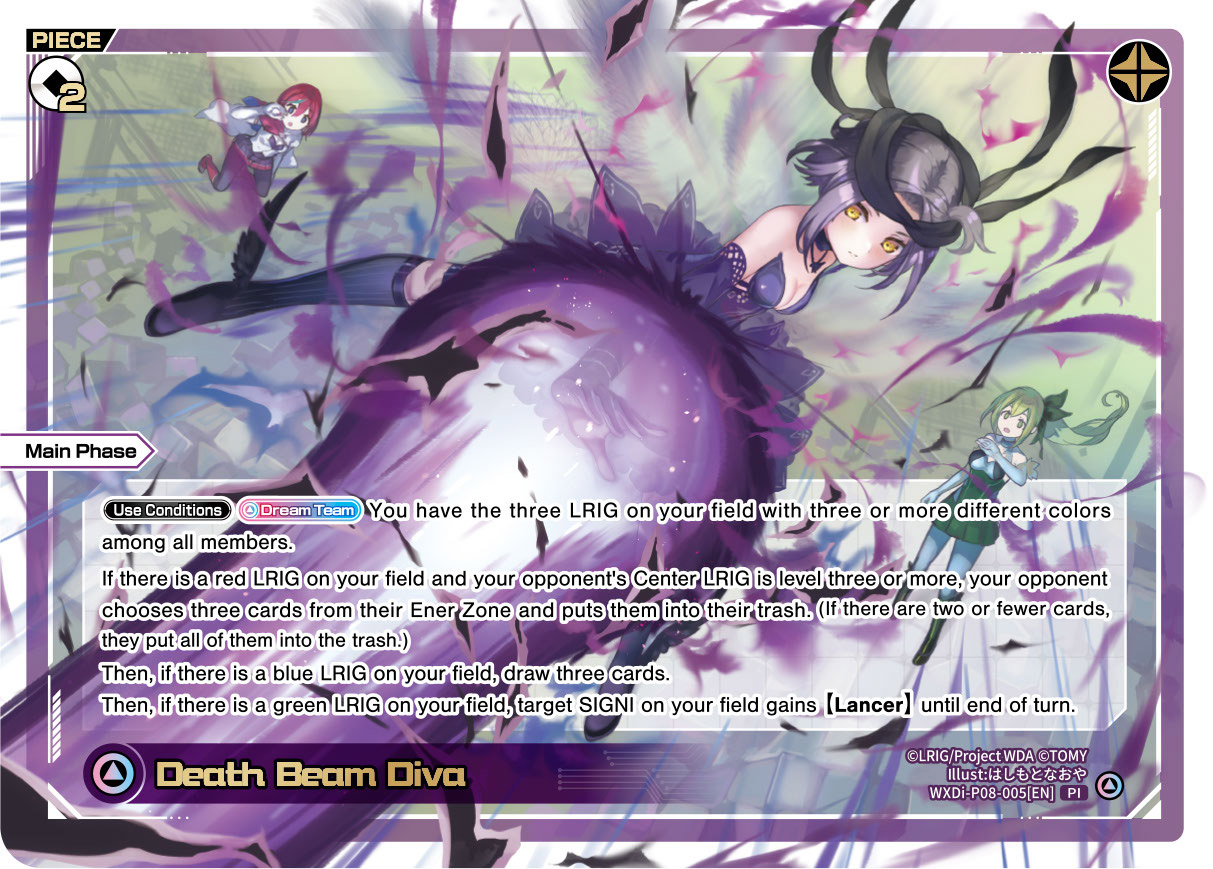 PIECE
2
Main Phase
Use Conditions Dream Team You have the three LRIG on your field with three or more different colors
among all members.
If there is a red LRIG on your field and your opponent's Center LRIG is level three or more, your opponent
chooses three cards from their Ener Zone and puts them into their trash. (If there are two or fewer cards,
they put all of them into the trash.)
Then, if there is a blue LRIG on your field, draw three cards.
Then, if there is a green LRIG on your field, target SIGNI on your field gains 【Lancer】 until end of turn.
Death Beam Diva
©LRIG/Project WDA ©TOMY
Illust:はしもとなおや
WXDi-P08-005[EN] PI